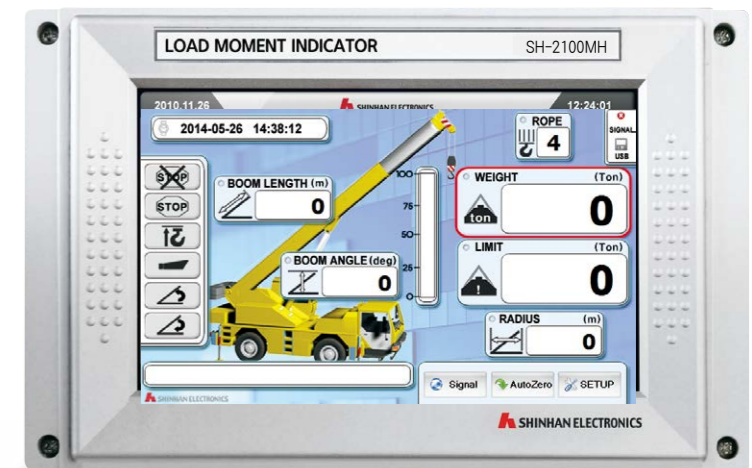 LOAD MOMENT INDICATOR SH-2100MH
2010.11.26 SHINHAN ELECTRONICS 12:24:01
2014-05-26 14:38:12
ROPE
4
SIGNAL
USB
STOP
STOP
BOOM LENGTH (m)
0
BOOM ANGLE (deg)
0
100
75
50
25
0
WEIGHT (Ton)
ton
0
LIMIT (Ton)
!
0
RADIUS (m)
0
Signal AutoZero SETUP
SHINHAN ELECTRONICS
SHINHAN ELECTRONICS